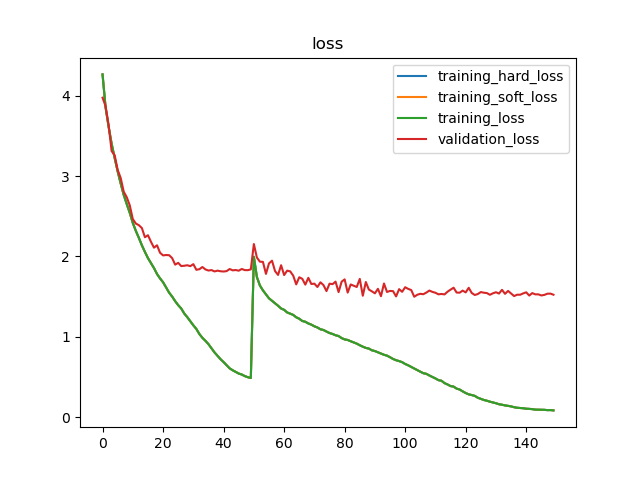 loss
training_hard_loss
training_soft_loss
training_loss
validation_loss
4
3
2
1
0
0 20 40 60 80 100 120 140